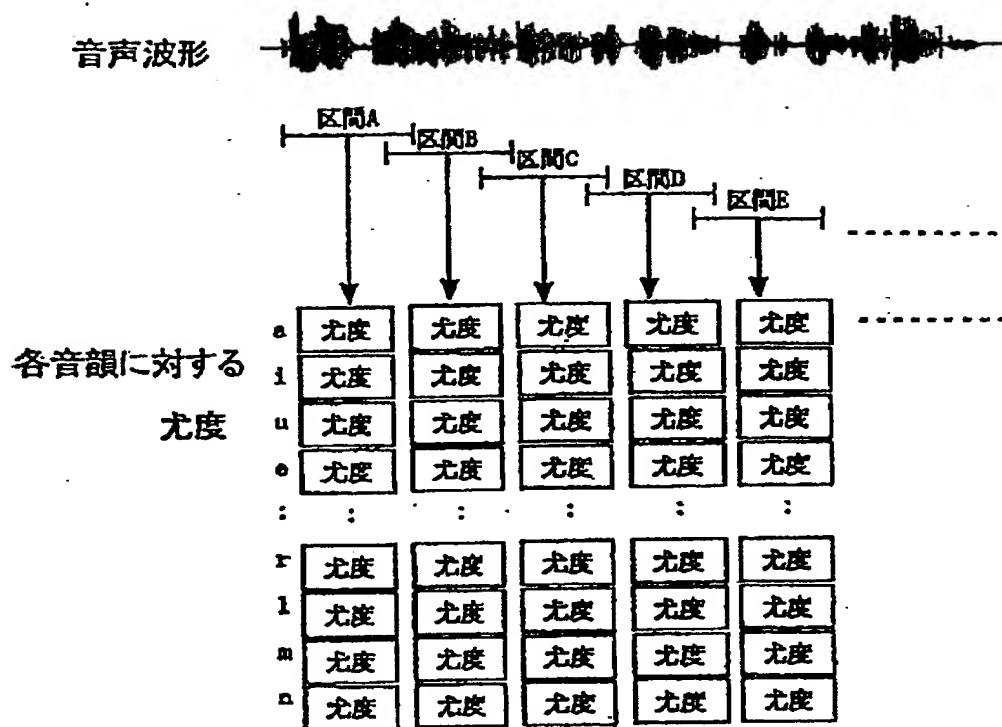 音声波形
区間A
区間B
区間C
区間D
区間E
各音韻に対する
尤度
a 尤度 尤度 尤度 尤度 尤度
i 尤度 尤度 尤度 尤度 尤度
u 尤度 尤度 尤度 尤度 尤度
e 尤度 尤度 尤度 尤度 尤度
: : : : : :
r 尤度 尤度 尤度 尤度 尤度
l 尤度 尤度 尤度 尤度 尤度
m 尤度 尤度 尤度 尤度 尤度
n 尤度 尤度 尤度 尤度 尤度